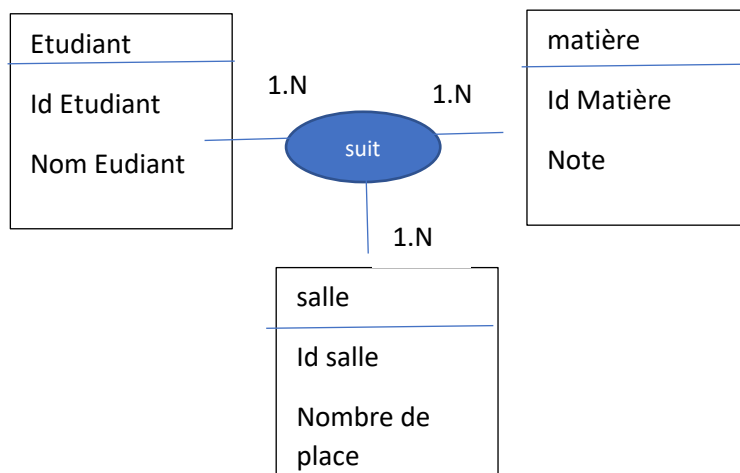 Etudiant
Id Etudiant
Nom Eudiant
1.N
1.N
suit
matière
Id Matière
Note
1.N
salle
Id salle
Nombre de
place